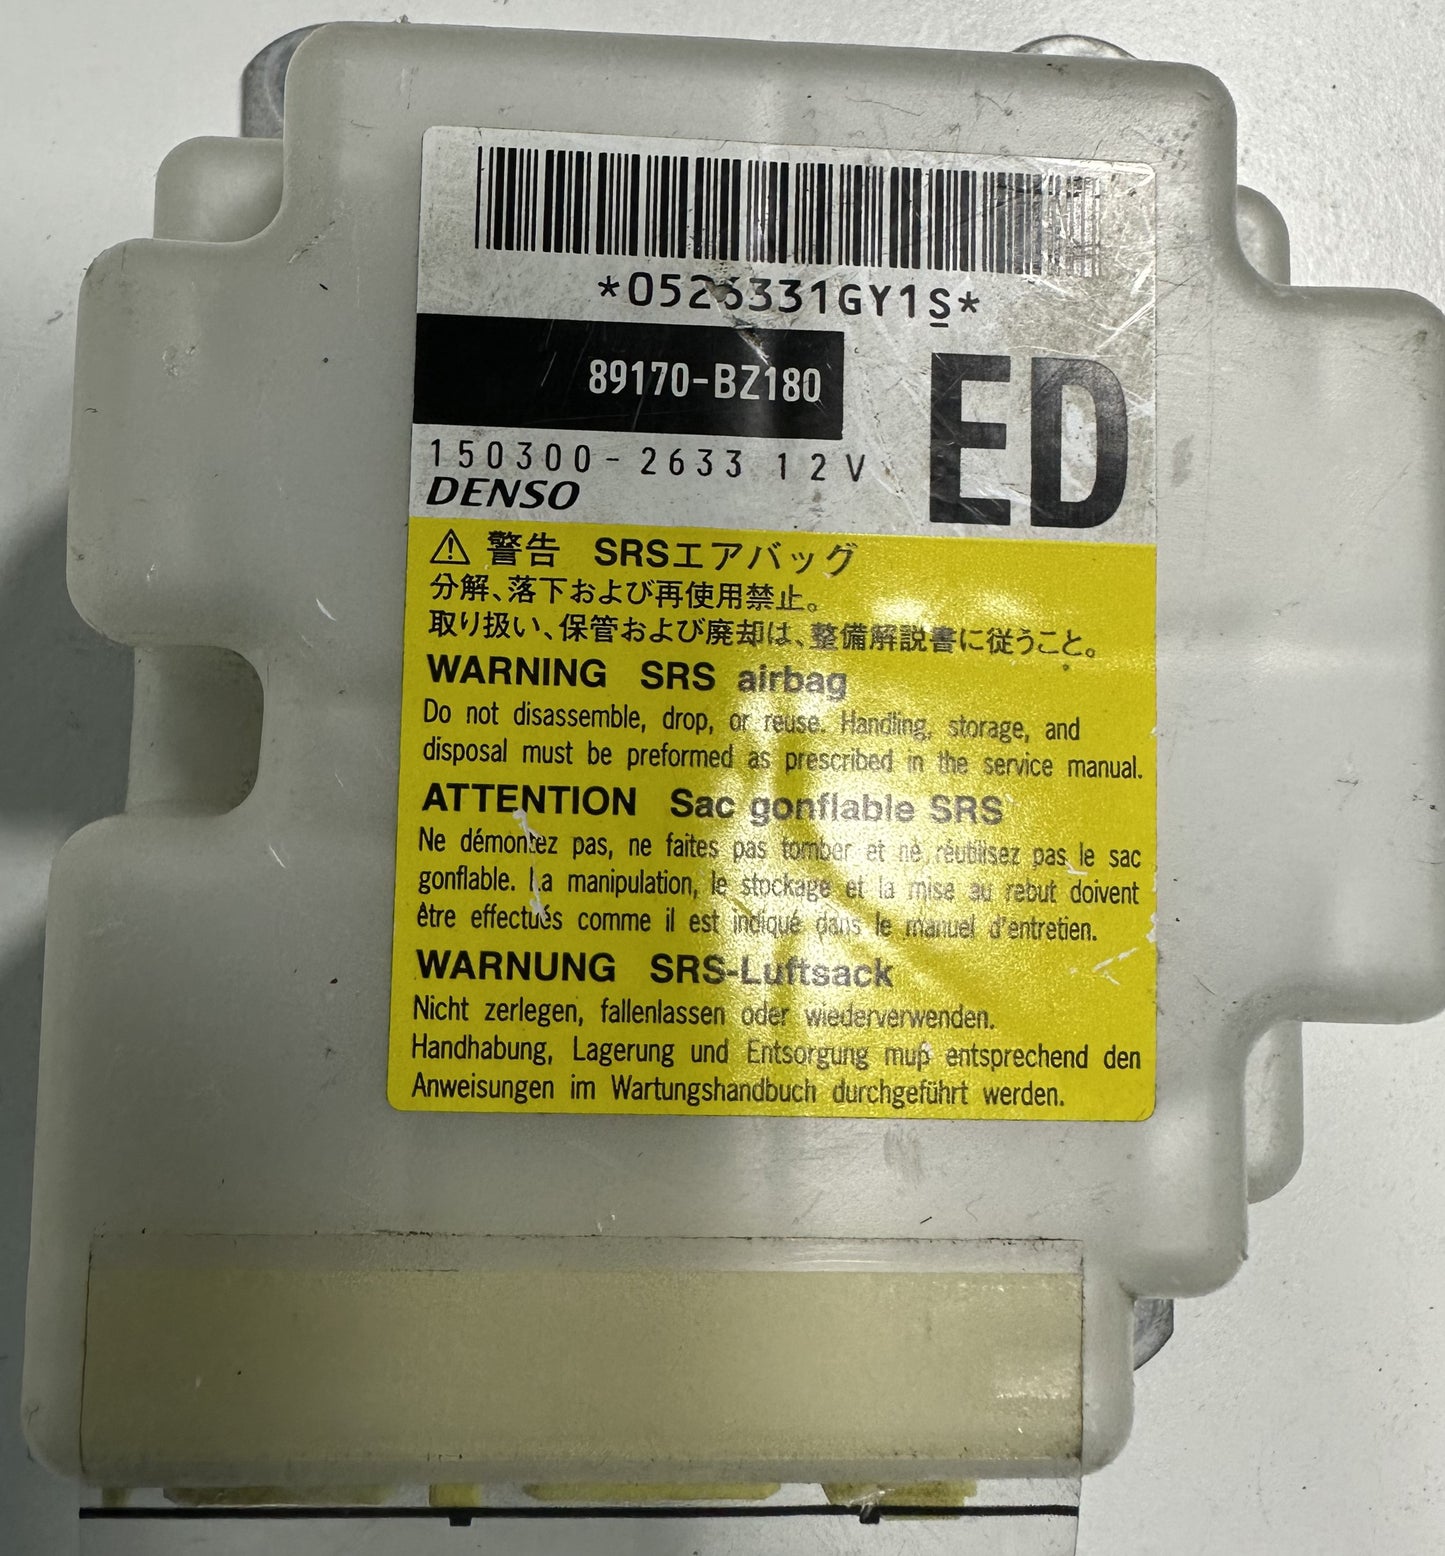 *0526331GY1S*
89170-BZ180
ED
150300-2633 12V
DENSO
⚠ 警告 SRSエアバッグ
分解、落下および再使用禁止。
取り扱い、保管および廃却は、整備解説書に従うこと。
WARNING SRS airbag
Do not disassemble, drop, or reuse. Handling, storage, and
disposal must be preformed as prescribed in the service manual.
ATTENTION Sac gonflable SRS
Ne démontez pas, ne faites pas tomber et ne réutilisez pas le sac
gonflable. La manipulation, le stockage et la mise au rebut doivent
être effectués comme il est indiqué dans le manuel d'entretien.
WARNUNG SRS-Luftsack
Nicht zerlegen, fallenlassen oder wiederverwenden.
Handhabung, Lagerung und Entsorgung muß entsprechend den
Anweisungen im Wartungshandbuch durchgeführt werden.